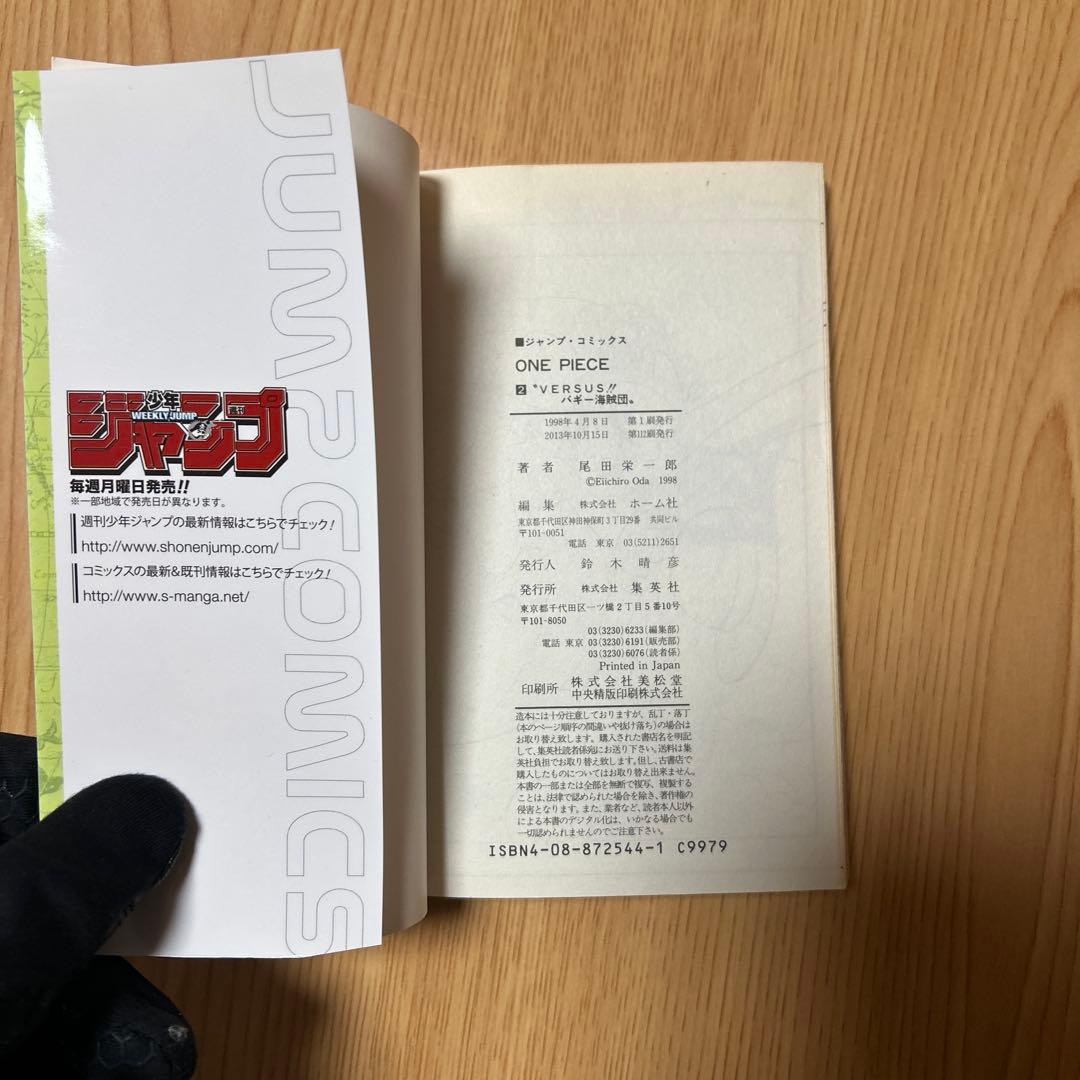 JUMP COMICS
少年
WEEKLY JUMP
週刊
ジャンプ
毎週月曜日発売!!
※一部地域で発売日が異なります。
週刊少年ジャンプの最新情報はこちらでチェック!
http://www.shonenjump.com/
コミックスの最新&既刊情報はこちらでチェック!
http://www.s-manga.net/
■ジャンプ・コミックス
ONE PIECE
2 〝VERSUS!!
バギー海賊団〟
1998年4月8日 第1刷発行
2013年10月15日 第112刷発行
著者 尾田栄一郎
©Eiichiro Oda 1998
編集 株式会社 ホーム社
東京都千代田区神田神保町3丁目29番 共同ビル
〒101-0051
電話 東京 03(5211)2651
発行人 鈴木晴彦
発行所 株式会社 集英社
東京都千代田区一ツ橋2丁目5番10号
〒101-8050
03(3230)6233(編集部)
電話 東京 03(3230)6191(販売部)
03(3230)6076(読者係)
Printed in Japan
印刷所 株式会社美松堂
中央精版印刷株式会社
造本には十分注意しておりますが、乱丁・落丁
(本のページ順序の間違いや抜け落ち)の場合は
お取り替え致します。購入された書店名を明記
して、集英社読者係宛にお送り下さい。送料は集
英社負担でお取り替え致します。但し、古書店で
購入したものについてはお取り替え出来ません。
本書の一部または全部を無断で複写、複製する
ことは、法律で認められた場合を除き、著作権の
侵害となります。また、業者など、読者本人以外
による本書のデジタル化は、いかなる場合でも
一切認められませんのでご注意下さい。
ISBN4-08-872544-1 C9979